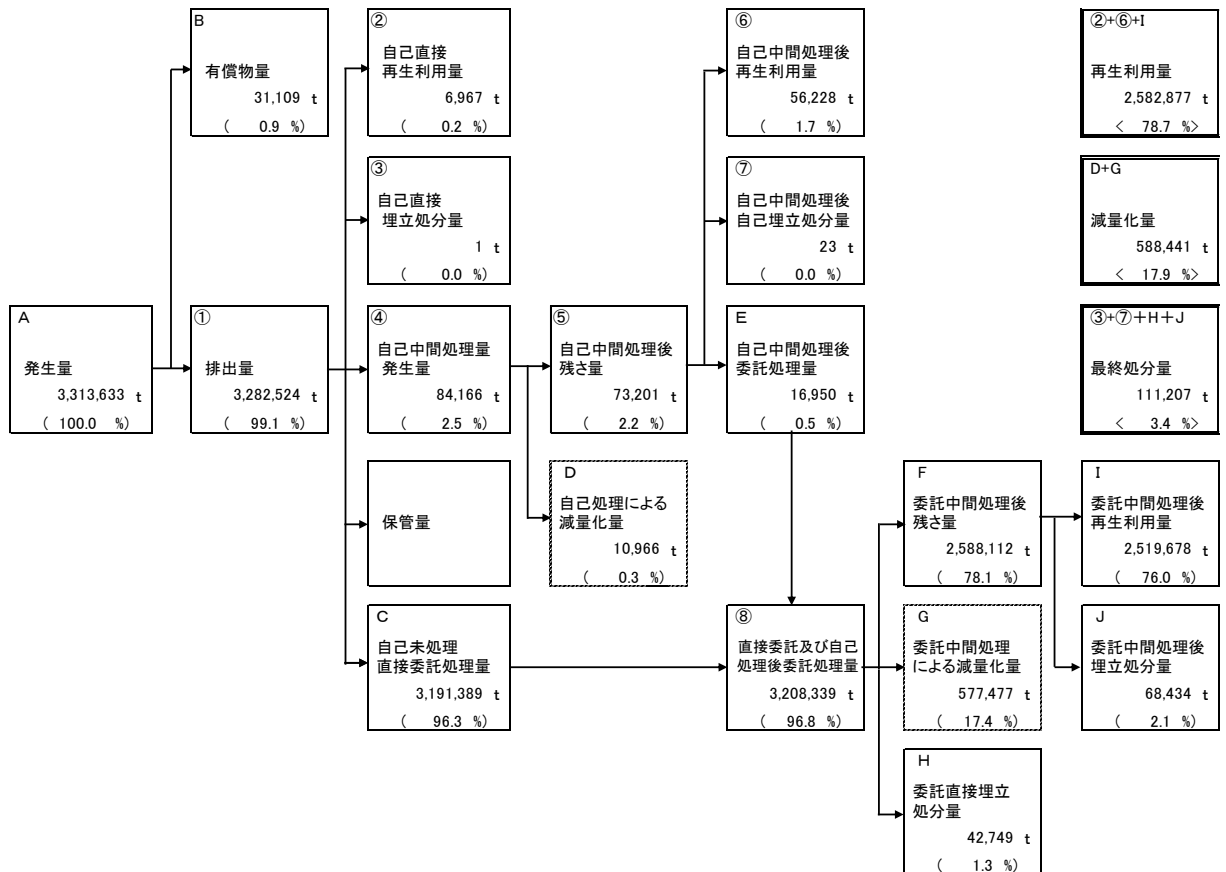 B
有償物量
31,109 t
( 0.9 %)
②
自己直接
再生利用量
6,967 t
( 0.2 %)
⑥
自己中間処理後
再生利用量
56,228 t
( 1.7 %)
②+⑥+I
再生利用量
2,582,877 t
< 78.7 %>
③
自己直接
埋立処分量
1 t
( 0.0 %)
⑦
自己中間処理後
自己埋立処分量
23 t
( 0.0 %)
D+G
減量化量
588,441 t
< 17.9 %>
A
発生量
3,313,633 t
( 100.0 %)
①
排出量
3,282,524 t
( 99.1 %)
④
自己中間処理量
発生量
84,166 t
( 2.5 %)
⑤
自己中間処理後
残さ量
73,201 t
( 2.2 %)
E
自己中間処理後
委託処理量
16,950 t
( 0.5 %)
③+⑦+H+J
最終処分量
111,207 t
< 3.4 %>
保管量
D
自己処理による
減量化量
10,966 t
( 0.3 %)
F
委託中間処理後
残さ量
2,588,112 t
( 78.1 %)
I
委託中間処理後
再生利用量
2,519,678 t
( 76.0 %)
C
自己未処理
直接委託処理量
3,191,389 t
( 96.3 %)
⑧
直接委託及び自己
処理後委託処理量
3,208,339 t
( 96.8 %)
G
委託中間処理
による減量化量
577,477 t
( 17.4 %)
J
委託中間処理後
埋立処分量
68,434 t
( 2.1 %)
H
委託直接埋立
処分量
42,749 t
( 1.3 %)